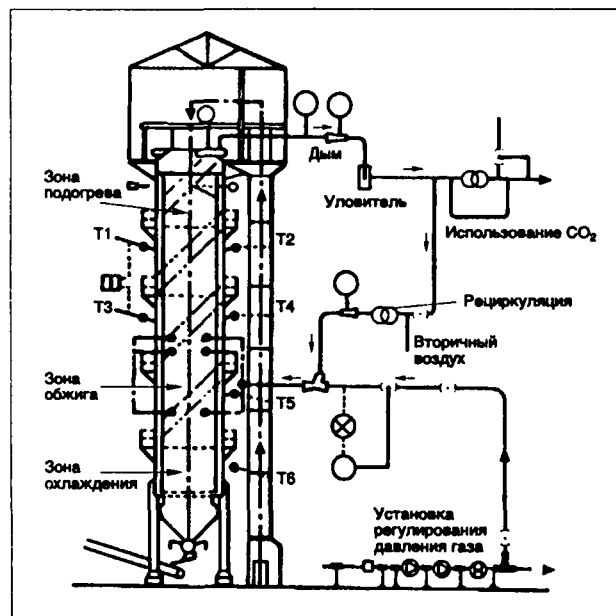 Дым
Зона
подогрева
Уловитель
T1
T2
Использование CO₂
T3
T4
Рециркуляция
Вторичный
воздух
Зона
обжига
T5
Зона
охлаждения
T6
Установка
регулирования
давления газа